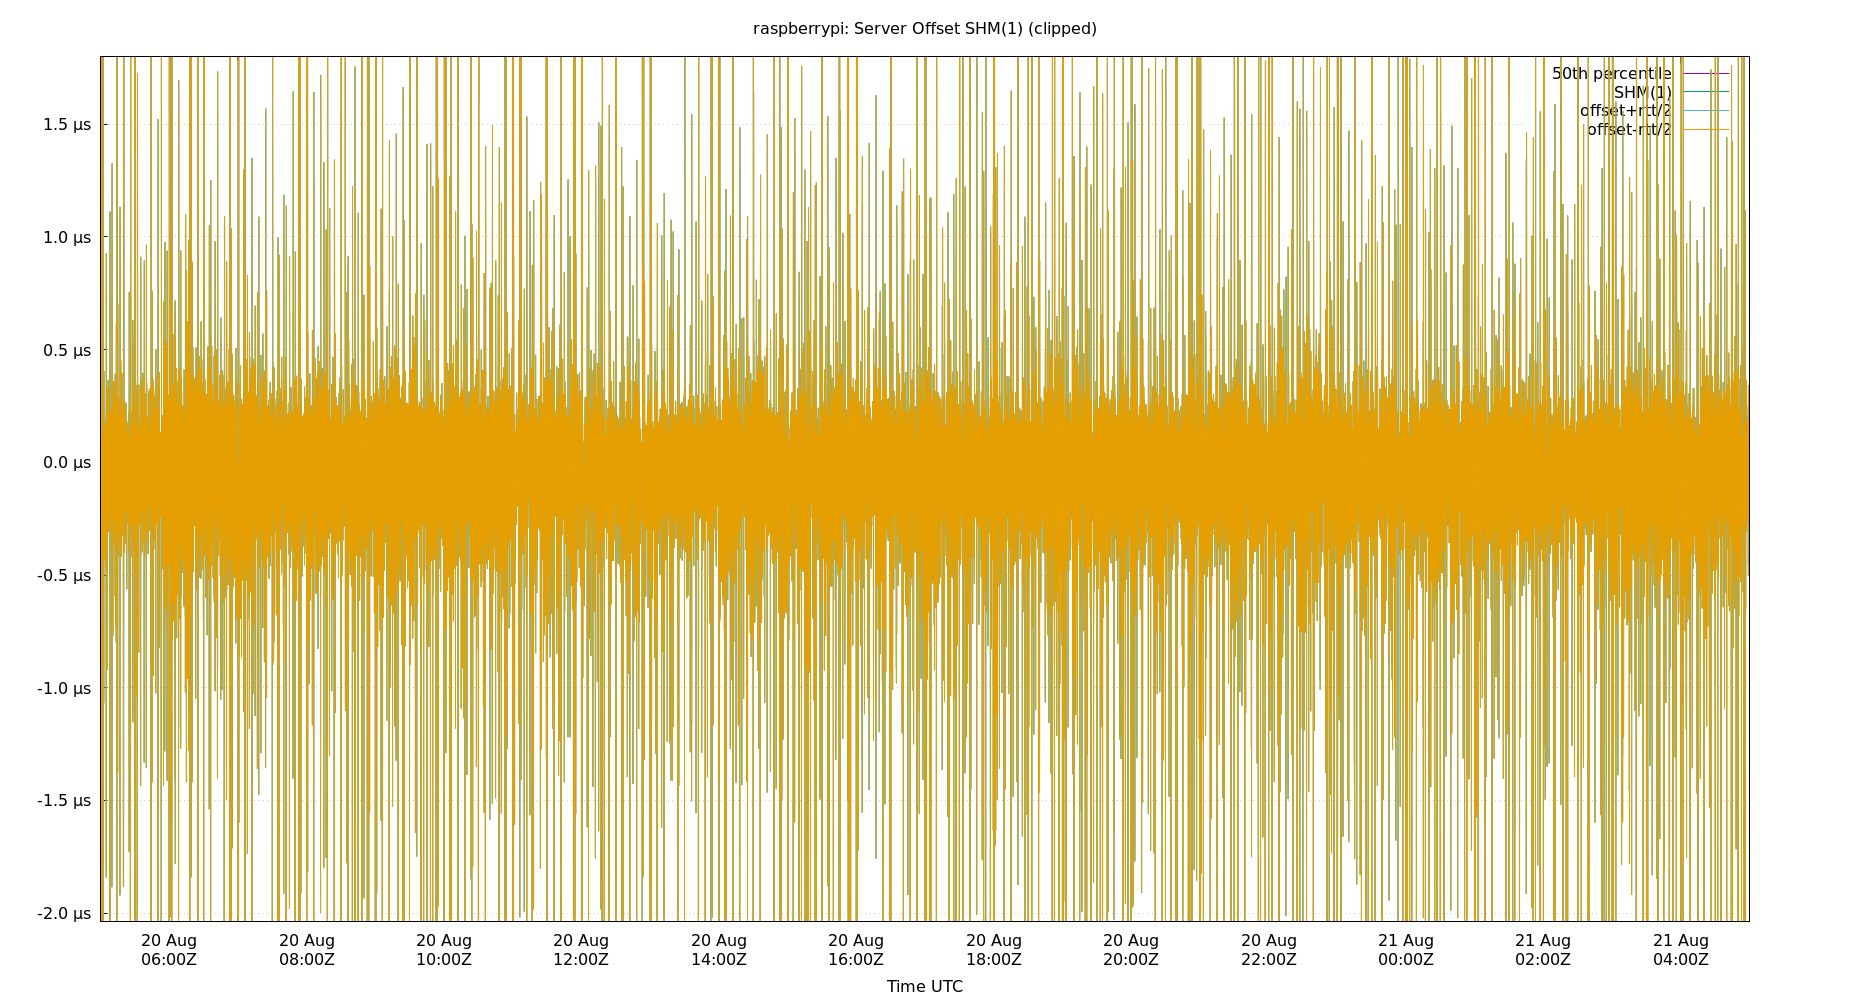 raspberrypi: Server Offset SHM(1) (clipped)
50th percentile
SHM(1)
offset+rtt/2
offset-rtt/2
1.5 µs
1.0 µs
0.5 µs
0.0 µs
-0.5 µs
-1.0 µs
-1.5 µs
-2.0 µs
20 Aug 20 Aug 20 Aug 20 Aug 20 Aug 20 Aug 20 Aug 20 Aug 20 Aug 21 Aug 21 Aug 21 Aug
06:00Z 08:00Z 10:00Z 12:00Z 14:00Z 16:00Z 18:00Z 20:00Z 22:00Z 00:00Z 02:00Z 04:00Z
Time UTC